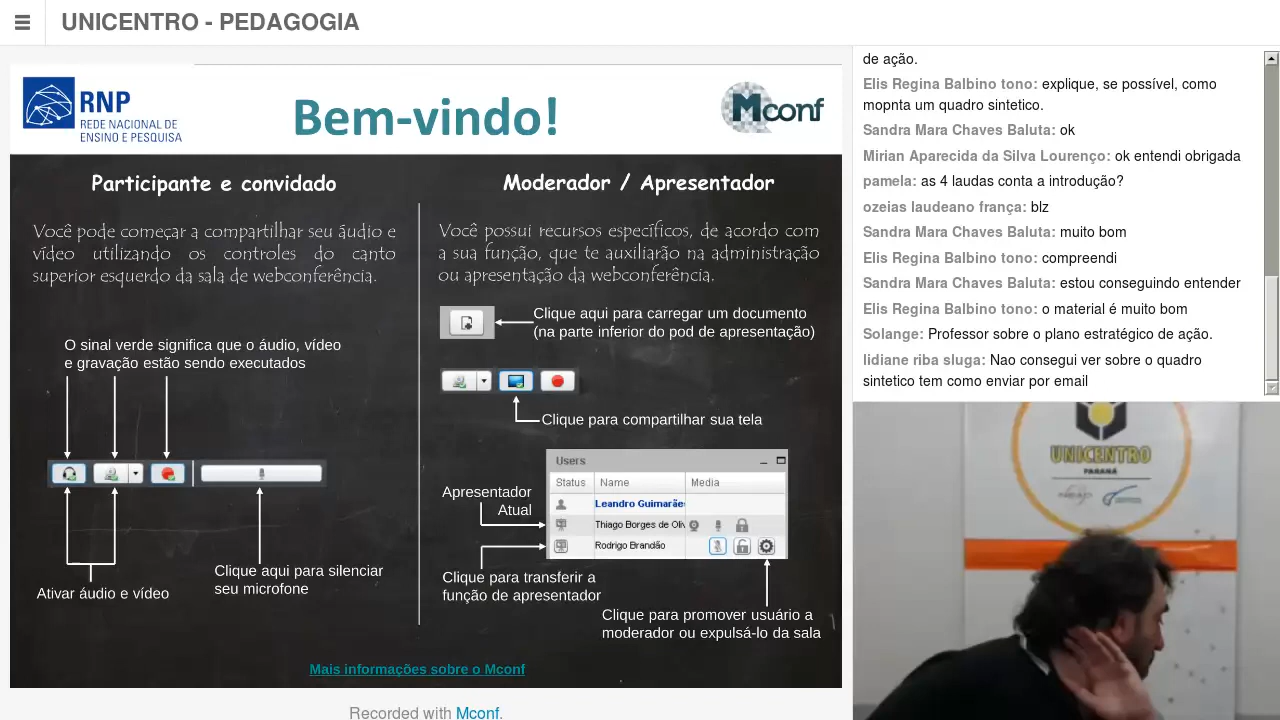 UNICENTRO - PEDAGOGIA
RNP
REDE NACIONAL DE
ENSINO E PESQUISA
Bem-vindo!
Mconf
Participante e convidado
Você pode começar a compartilhar seu áudio e
vídeo utilizando os controles do canto
superior esquerdo da sala de webconferência.
O sinal verde significa que o áudio, vídeo
e gravação estão sendo executados
Ativar áudio e vídeo
Clique aqui para silenciar
seu microfone
Moderador / Apresentador
Você possui recursos específicos, de acordo com
a sua função, que te auxiliarão na administração
ou apresentação da webconferência.
Clique aqui para carregar um documento
(na parte inferior do pod de apresentação)
Clique para compartilhar sua tela
Users
Status Name Media
Leandro Guimarães
Thiago Borges de Oliv
Rodrigo Brandão
Apresentador
Atual
Clique para transferir a
função de apresentador
Clique para promover usuário a
moderador ou expulsá-lo da sala
Mais informações sobre o Mconf
Recorded with Mconf.
de ação.
Elis Regina Balbino tono: explique, se possível, como
mopnta um quadro sintetico.
Sandra Mara Chaves Baluta: ok
Mirian Aparecida da Silva Lourenço: ok entendi obrigada
pamela: as 4 laudas conta a introdução?
ozeias laudeano frança: blz
Sandra Mara Chaves Baluta: muito bom
Elis Regina Balbino tono: compreendi
Sandra Mara Chaves Baluta: estou conseguindo entender
Elis Regina Balbino tono: o material é muito bom
Solange: Professor sobre o plano estratégico de ação.
lidiane riba sluga: Nao consegui ver sobre o quadro
sintetico tem como enviar por email
UNICENTRO
PARANÁ